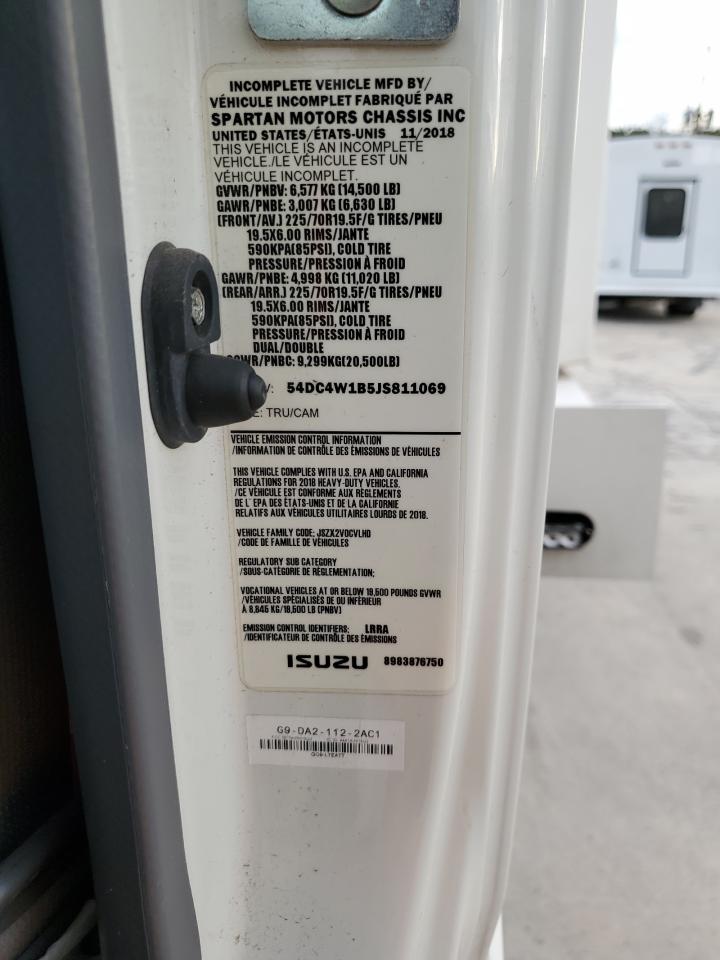 INCOMPLETE VEHICLE MFD BY/
VÉHICULE INCOMPLET FABRIQUÉ PAR
SPARTAN MOTORS CHASSIS INC
UNITED STATES/ÉTATS-UNIS 11/2018
THIS VEHICLE IS AN INCOMPLETE
VEHICLE./LE VÉHICULE EST UN
VÉHICULE INCOMPLET.
GVWR/PNBV: 6,577 KG (14,500 LB)
GAWR/PNBE: 3,007 KG (6,630 LB)
(FRONT/AV.) 225/70R19.5F/G TIRES/PNEU
19.5X6.00 RIMS/JANTE
590KPA(85PSI), COLD TIRE
PRESSURE/PRESSION À FROID
GAWR/PNBE: 4,998 KG (11,020 LB)
(REAR/ARR.) 225/70R19.5F/G TIRES/PNEU
19.5X6.00 RIMS/JANTE
590KPA(85PSI), COLD TIRE
PRESSURE/PRESSION À FROID
DUAL/DOUBLE
/PNBC: 9,299KG(20,500LB)
54DC4W1B5JS811069
TRU/CAM
VEHICLE EMISSION CONTROL INFORMATION
/INFORMATION DE CONTRÔLE DES ÉMISSIONS DE VÉHICULES
THIS VEHICLE COMPLIES WITH U.S. EPA AND CALIFORNIA
REGULATIONS FOR 2018 HEAVY-DUTY VEHICLES.
/CE VÉHICULE EST CONFORME AUX RÈGLEMENTS
DE L' EPA DES ÉTATS-UNIS ET DE LA CALIFORNIE
RELATIFS AUX VÉHICULES UTILITAIRES LOURDS DE 2018.
VEHICLE FAMILY CODE: JSZX2VOCVLHD
/CODE DE FAMILLE DE VÉHICULES
REGULATORY SUB CATEGORY
/SOUS-CATÉGORIE DE RÈGLEMENTATION:
VOCATIONAL VEHICLES AT OR BELOW 19,500 POUNDS GVWR
/VÉHICULES SPÉCIALISÉS DE OU INFÉRIEUR
À 8,845 KG/19,500 LB (PNBV)
EMISSION CONTROL IDENTIFIERS: LRRA
/IDENTIFICATEUR DE CONTRÔLE DES ÉMISSIONS
ISUZU 8983876750
G9-DA2-112-2AC1